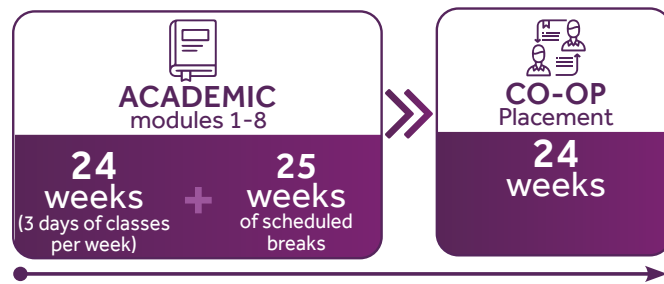 ACADEMIC
modules 1-8
24
weeks
(3 days of classes
per week)
+
25
weeks
of scheduled
breaks
CO-OP
Placement
24
weeks